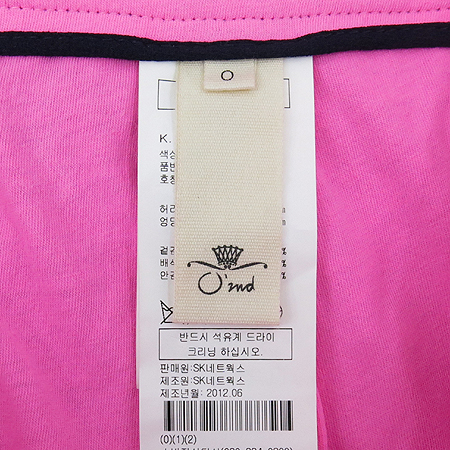 O
K.
색상
품번
호칭
허리
엉덩
겉감
배색
안감
O'2nd
반드시 석유계 드라이
크리닝 하십시오.
판매원:SK네트웍스
제조원:SK네트웍스
제조년월: 2012.06
(0)(1)(2)